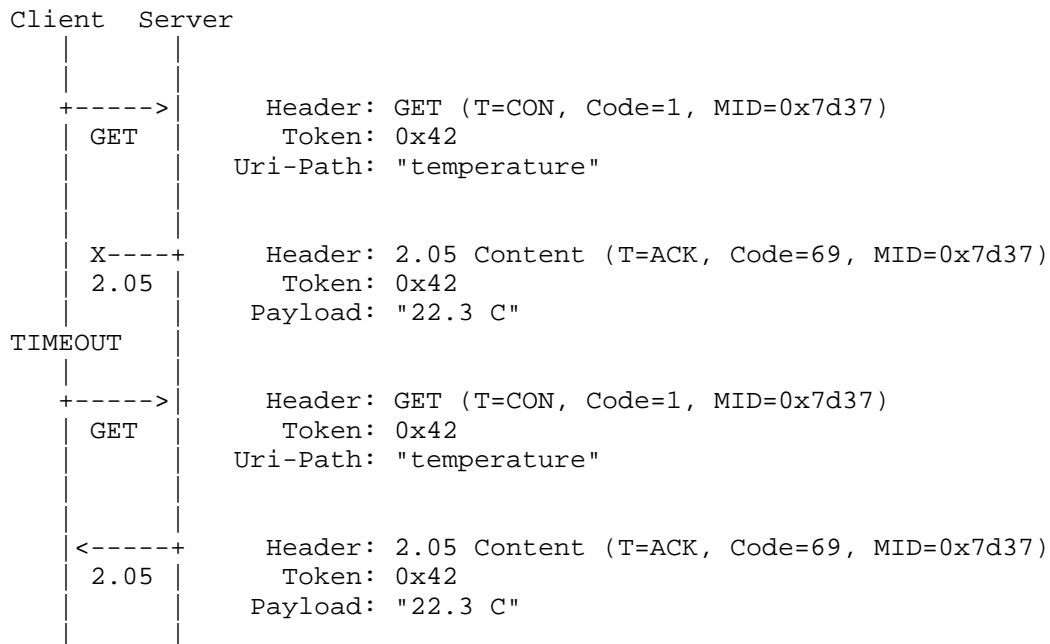 Client Server
+----->| Header: GET (T=CON, Code=1, MID=0x7d37)
| GET | Token: 0x42
| | Uri-Path: "temperature"
| X----+ Header: 2.05 Content (T=ACK, Code=69, MID=0x7d37)
| 2.05 | Token: 0x42
| | Payload: "22.3 C"
TIMEOUT |
+----->| Header: GET (T=CON, Code=1, MID=0x7d37)
| GET | Token: 0x42
| | Uri-Path: "temperature"
|<-----+ Header: 2.05 Content (T=ACK, Code=69, MID=0x7d37)
| 2.05 | Token: 0x42
| | Payload: "22.3 C"